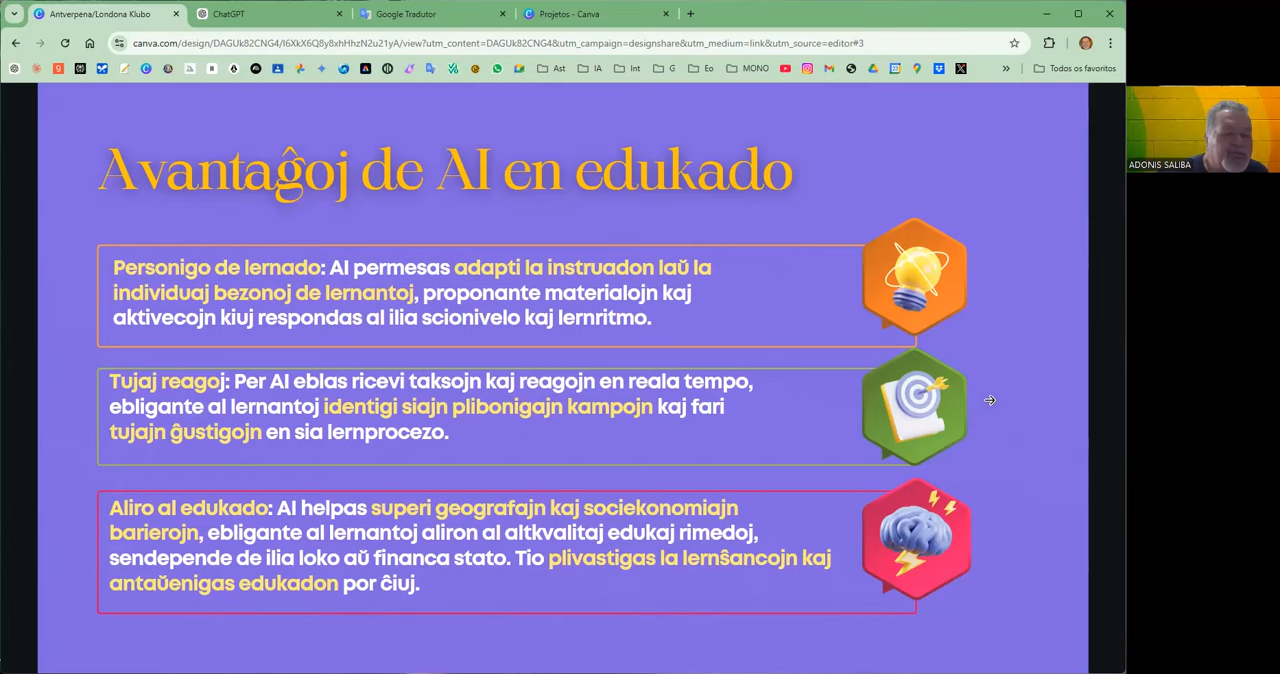 Antverpena/Londona Klubo
ChatGPT
Google Tradutor
Projetos - Canva
canva.com/design/DAGUk82CNG4/I6XkX6Q8y8xhHhzN2u21yA/view?utm_content=DAGUk82CNG4&utm_campaign=designshare&utm_medium=link&utm_source=editor#3
Ast
IA
Int
G
Eo
MONO
Todos os favoritos
Avantaĝoj de AI en edukado
Personigo de lernado: AI permesas adapti la instruadon laŭ la
individuaj bezonoj de lernantoj, proponante materialojn kaj
aktivecojn kiuj respondas al ilia scionivelo kaj lernritmo.
Tujaj reagoj: Per AI eblas ricevi taksojn kaj reagojn en reala tempo,
ebligante al lernantoj identigi siajn plibonigajn kampojn kaj fari
tujajn ĝustigojn en sia lernprocezo.
Aliro al edukado: AI helpas superi geografajn kaj sociekonomiajn
barierojn, ebligante al lernantoj aliron al altkvalitaj edukaj rimedoj,
sendepende de ilia loko aŭ financa stato. Tio plivastigas la lernŝancojn kaj
antaŭenigas edukadon por ĉiuj.
ADONIS SALIBA